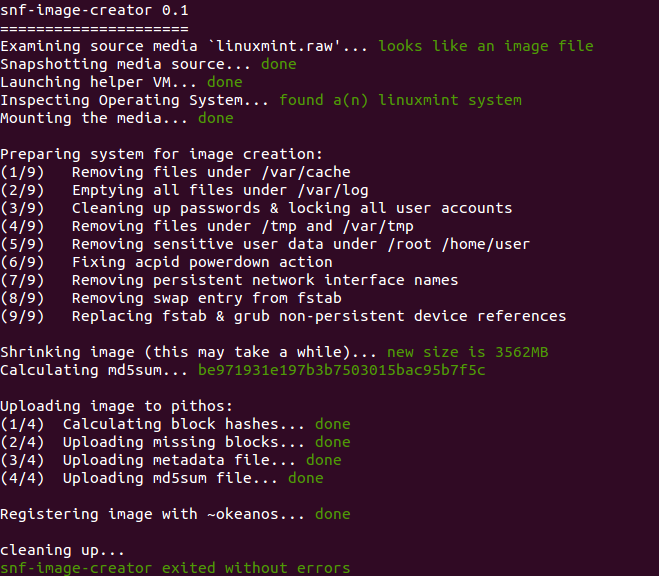 snf-image-creator 0.1
=====================
Examining source media `linuxmint.raw'... looks like an image file
Snapshotting media source... done
Launching helper VM... done
Inspecting Operating System... found a(n) linuxmint system
Mounting the media... done

Preparing system for image creation:
(1/9)   Removing files under /var/cache
(2/9)   Emptying all files under /var/log
(3/9)   Cleaning up passwords & locking all user accounts
(4/9)   Removing files under /tmp and /var/tmp
(5/9)   Removing sensitive user data under /root /home/user
(6/9)   Fixing acpid powerdown action
(7/9)   Removing persistent network interface names
(8/9)   Removing swap entry from fstab
(9/9)   Replacing fstab & grub non-persistent device references

Shrinking image (this may take a while)... new size is 3562MB
Calculating md5sum... be971931e197b3b7503015bac95b7f5c

Uploading image to pithos:
(1/4)  Calculating block hashes... done
(2/4)  Uploading missing blocks... done
(3/4)  Uploading metadata file... done
(4/4)  Uploading md5sum file... done

Registering image with ~okeanos... done

cleaning up...
snf-image-creator exited without errors